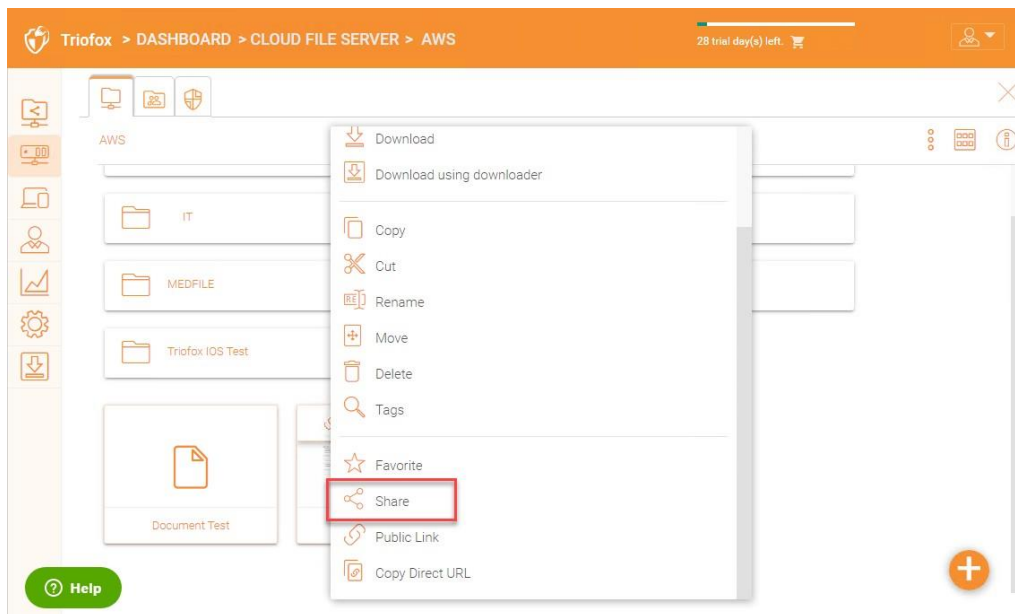 Triofox > DASHBOARD > CLOUD FILE SERVER > AWS
28 trial day(s) left.
AWS
Download
Download using downloader
IT
Copy
Cut
MEDFILE
Rename
Move
Triofox IOS Test
Delete
Tags
Favorite
Share
Document Test
Public Link
Copy Direct URL
Help